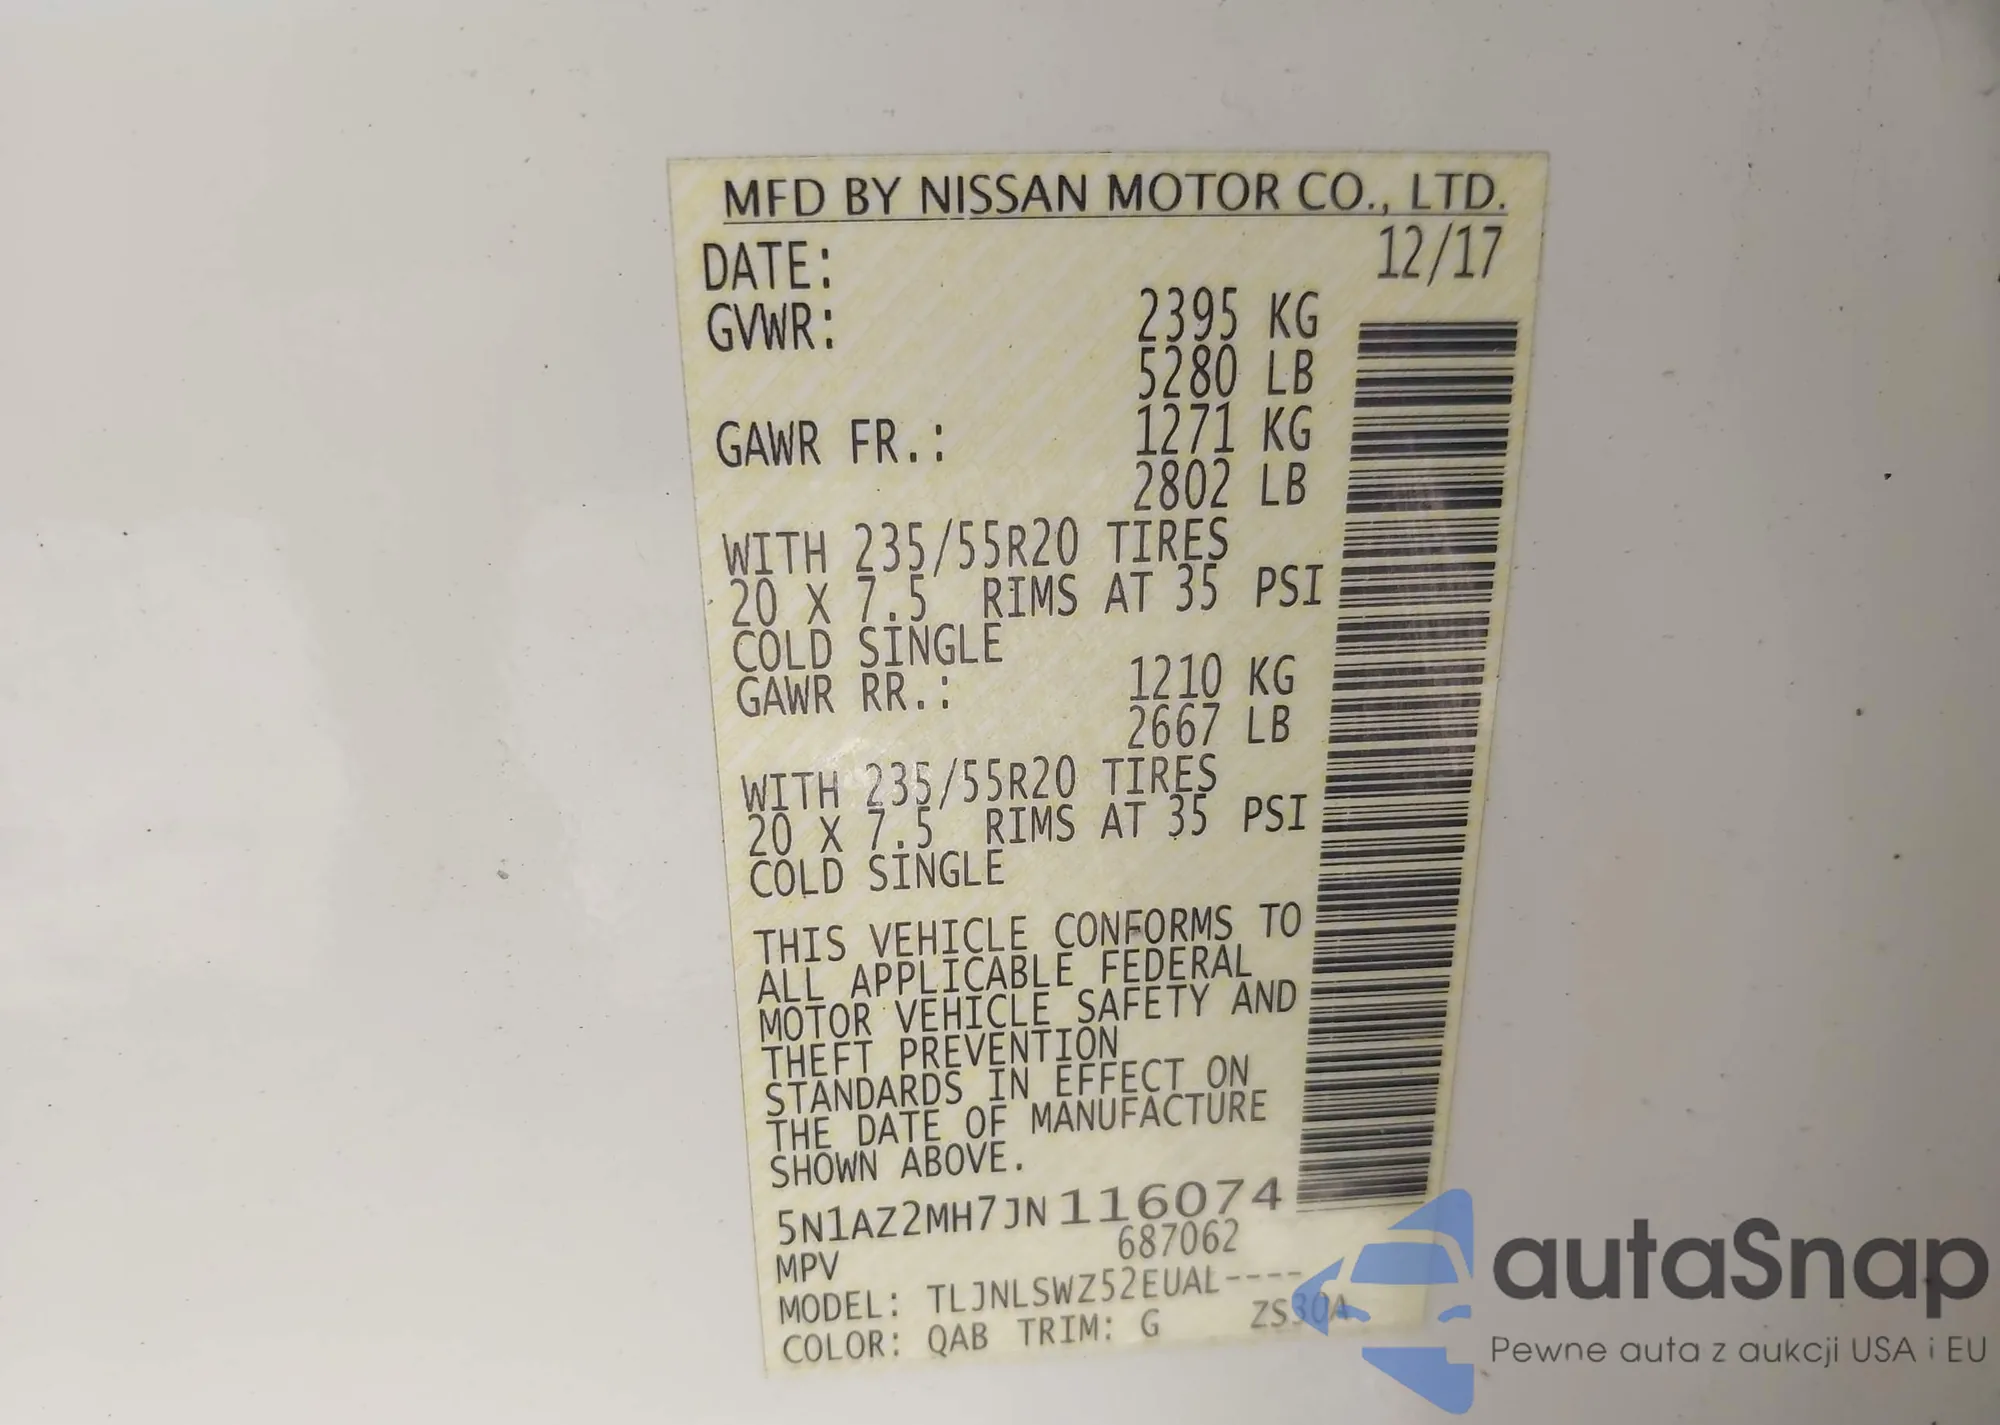 MFD BY NISSAN MOTOR CO., LTD.
DATE: 12/17
GVWR: 2395 KG
5280 LB
GAWR FR.: 1271 KG
2802 LB
WITH 235/55R20 TIRES
20 X 7.5 RIMS AT 35 PSI
COLD SINGLE
GAWR RR.: 1210 KG
2667 LB
WITH 235/55R20 TIRES
20 X 7.5 RIMS AT 35 PSI
COLD SINGLE
THIS VEHICLE CONFORMS TO
ALL APPLICABLE FEDERAL
MOTOR VEHICLE SAFETY AND
THEFT PREVENTION
STANDARDS IN EFFECT ON
THE DATE OF MANUFACTURE
SHOWN ABOVE.
5N1AZ2MH7JN116074
MPV 687062
MODEL: TLJNLSWZ52EUAL----
COLOR: QAB TRIM: G ZS30A
autaSnap
Pewne auta z aukcji USA i EU